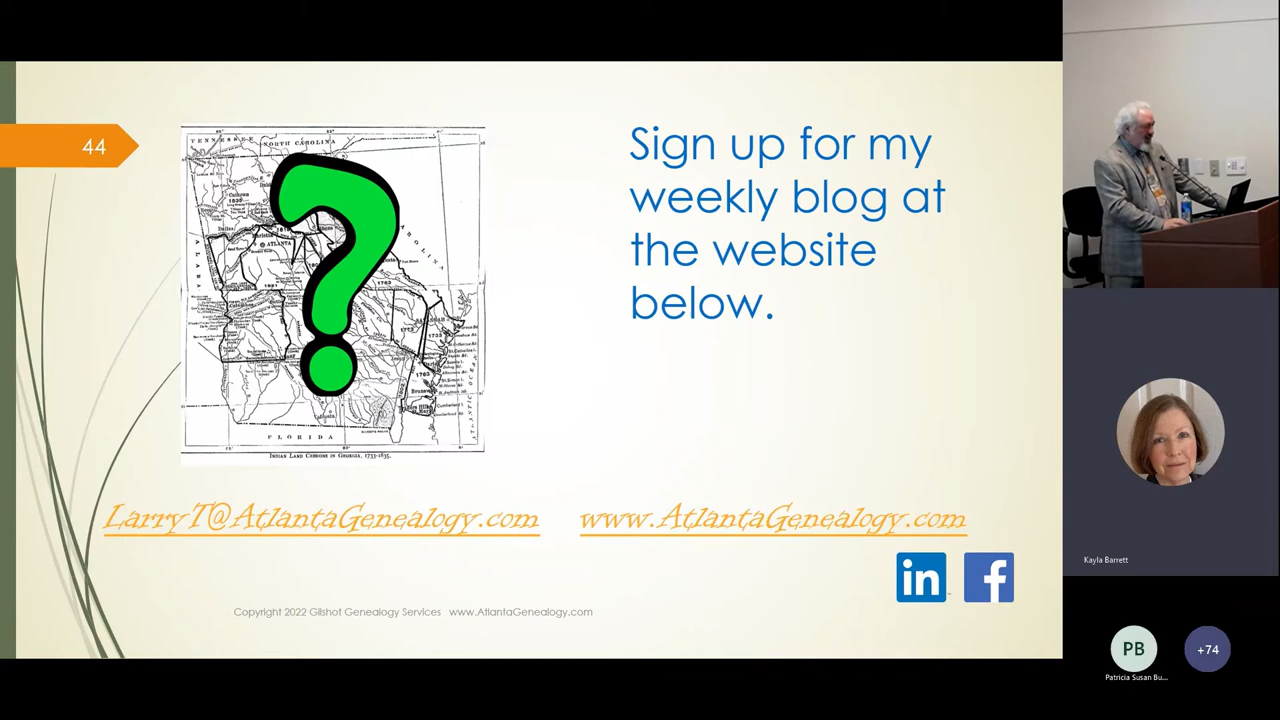 44
TENNESSEE
NORTH CAROLINA
ATLANTA
FLORIDA
Indian Land Cessions in Georgia, 1733-1835.
Sign up for my
weekly blog at
the website
below.
LarryT@AtlantaGenealogy.com
www.AtlantaGenealogy.com
in
f
Copyright 2022 Gilshot Genealogy Services www.AtlantaGenealogy.com
Kayla Barrett
PB
+74
Patricia Susan Bu...